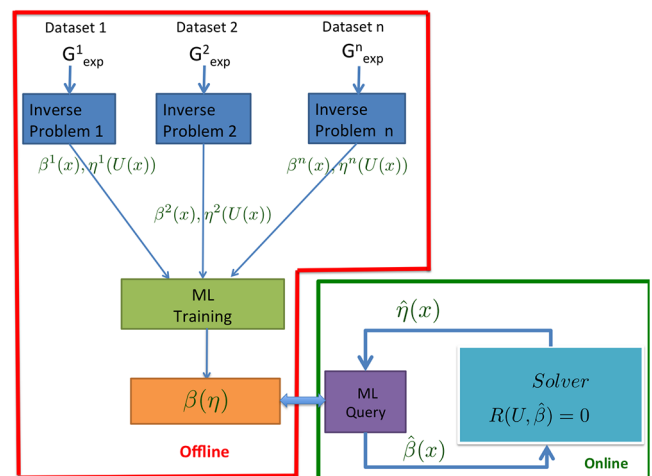 Dataset 1 Dataset 2 Dataset n
G¹exp G²exp Gⁿexp
Inverse Problem 1
Inverse Problem 2
Inverse Problem n
β¹(x), η¹(U(x))
βⁿ(x), ηⁿ(U(x))
β²(x), η²(U(x))
ML
Training
β(η)
Offline
η̂(x)
ML
Query
Solver
R(U, β̂) = 0
β̂(x)
Online